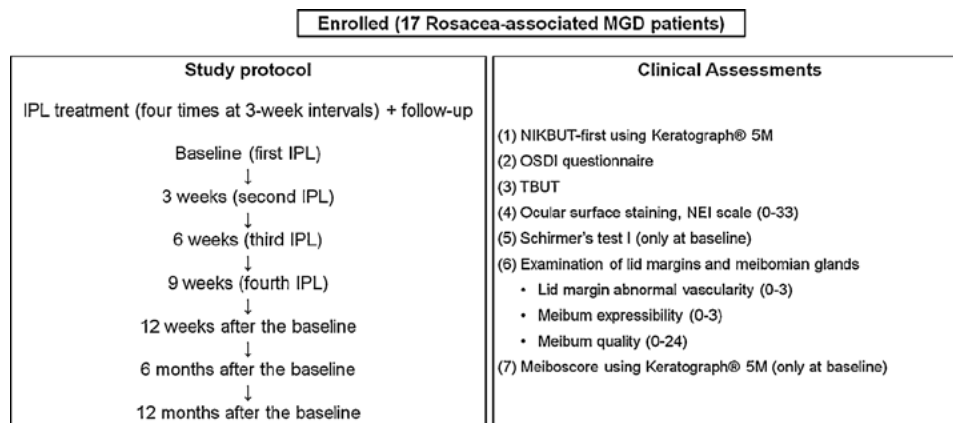 Enrolled (17 Rosacea-associated MGD patients)
Study protocol
IPL treatment (four times at 3-week intervals) + follow-up
Baseline (first IPL)
↓
3 weeks (second IPL)
↓
6 weeks (third IPL)
↓
9 weeks (fourth IPL)
↓
12 weeks after the baseline
↓
6 months after the baseline
↓
12 months after the baseline
Clinical Assessments
(1) NIKBUT-first using Keratograph® 5M
(2) OSDI questionnaire
(3) TBUT
(4) Ocular surface staining, NEI scale (0-33)
(5) Schirmer's test I (only at baseline)
(6) Examination of lid margins and meibomian glands
• Lid margin abnormal vascularity (0-3)
• Meibum expressibility (0-3)
• Meibum quality (0-24)
(7) Meiboscore using Keratograph® 5M (only at baseline)